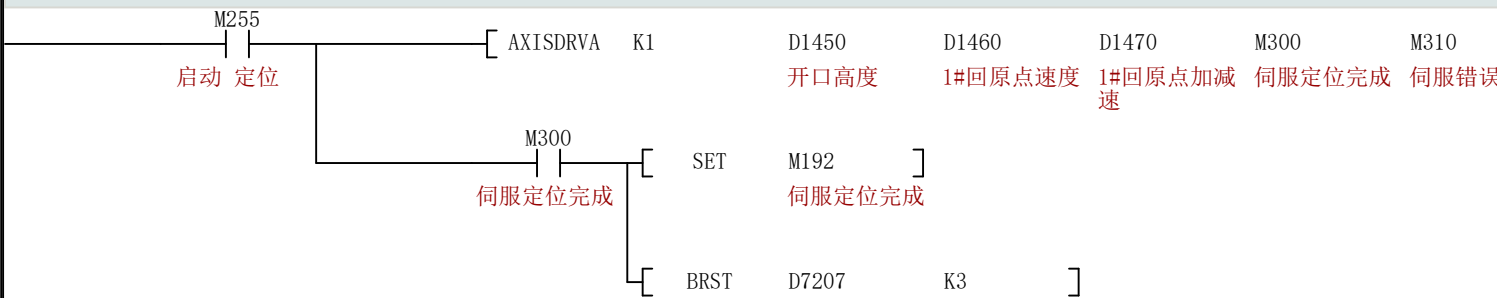 M255
AXISDRVA K1 D1450 D1460 D1470 M300 M310
启动 定位 开口高度 1#回原点速度 1#回原点加减 伺服定位完成 伺服错误
速
M300
SET M192
伺服定位完成 伺服定位完成
BRST D7207 K3